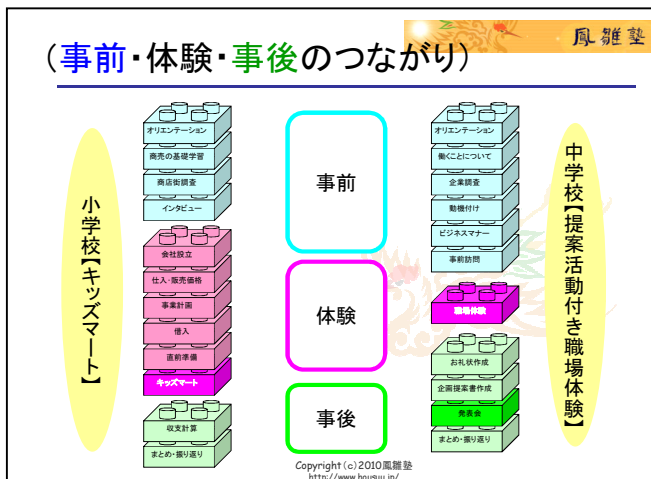 鳳雛塾
(事前・体験・事後のつながり)
小学校【キッズマート】
オリエンテーション
商売の基礎学習
商店街調査
インタビュー
会社設立
仕入・販売価格
事業計画
借入
直前準備
キッズマート
収支計算
まとめ・振り返り
事前
体験
事後
オリエンテーション
働くことについて
企業調査
動機付け
ビジネスマナー
事前訪問
職場体験
お礼状作成
企画提案書作成
発表会
まとめ・振り返り
中学校【提案活動付き職場体験】
Copyright(c)2010鳳雛塾
http://www.housuu.jp/